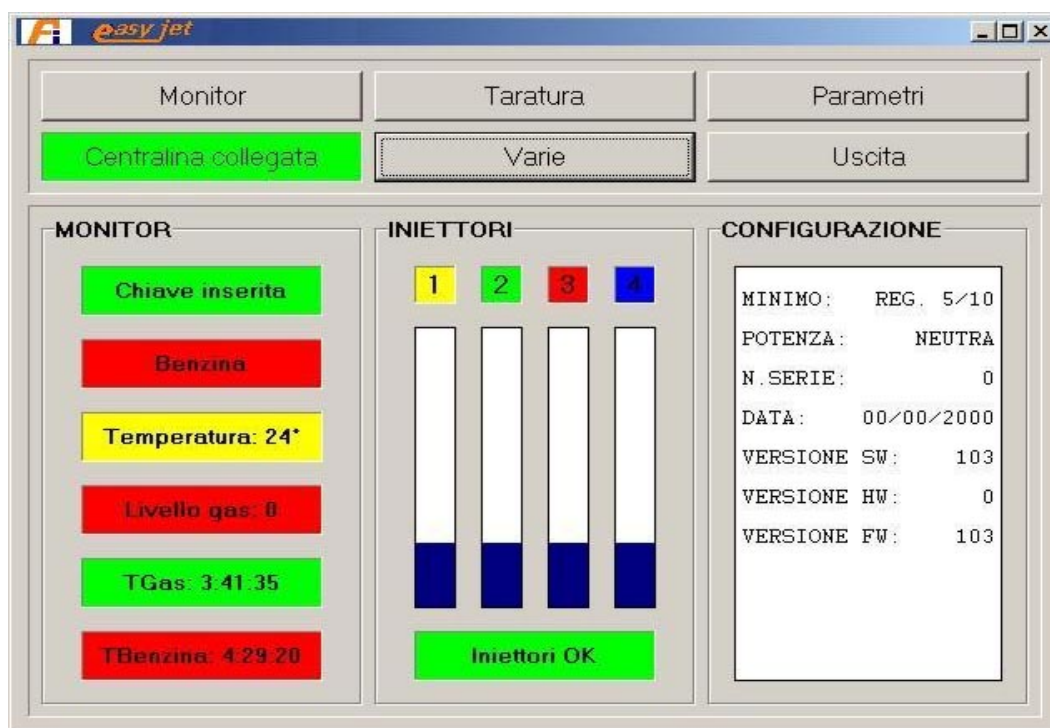 easy jet
Monitor Taratura Parametri
Centralina collegata Varie Uscita
MONITOR
Chiave inserita
Benzina
Temperatura: 24°
Livello gas: 0
TGas: 3:41:35
TBenzina: 4:29:20
INIETTORI
1 2 3 4
Iniettori OK
CONFIGURAZIONE
MINIMO: REG. 5/10
POTENZA: NEUTRA
N.SERIE: 0
DATA: 00/00/2000
VERSIONE SW: 103
VERSIONE HW: 0
VERSIONE FW: 103